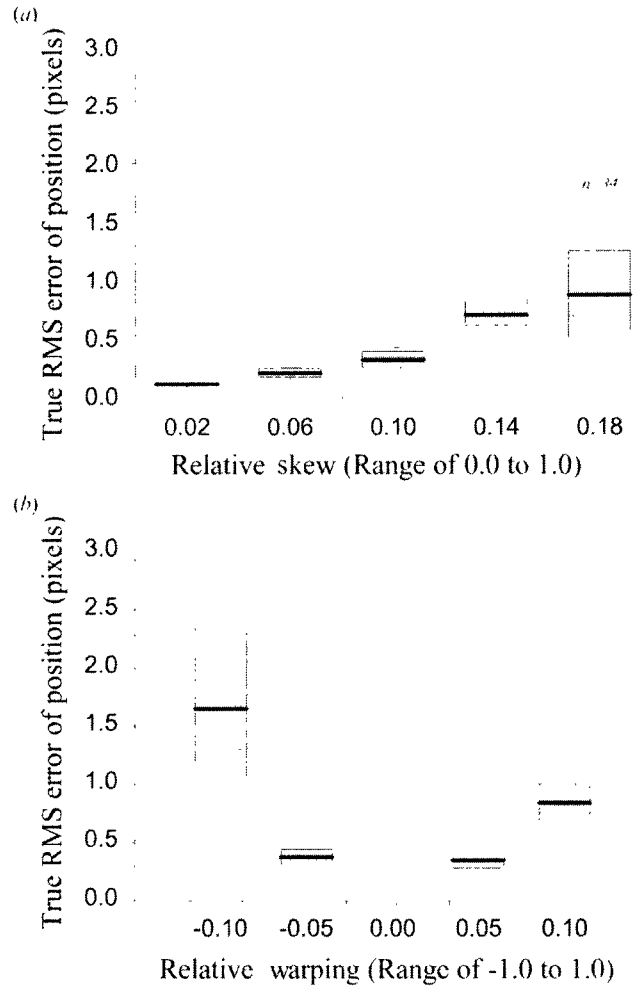 (a)
True RMS error of position (pixels)
3.0
2.5
2.0
1.5
1.0
0.5
0.0
0.02 0.06 0.10 0.14 0.18
Relative skew (Range of 0.0 to 1.0)
(b)
True RMS error of position (pixels)
3.0
2.5
2.0
1.5
1.0
0.5
0.0
-0.10 -0.05 0.00 0.05 0.10
Relative warping (Range of -1.0 to 1.0)